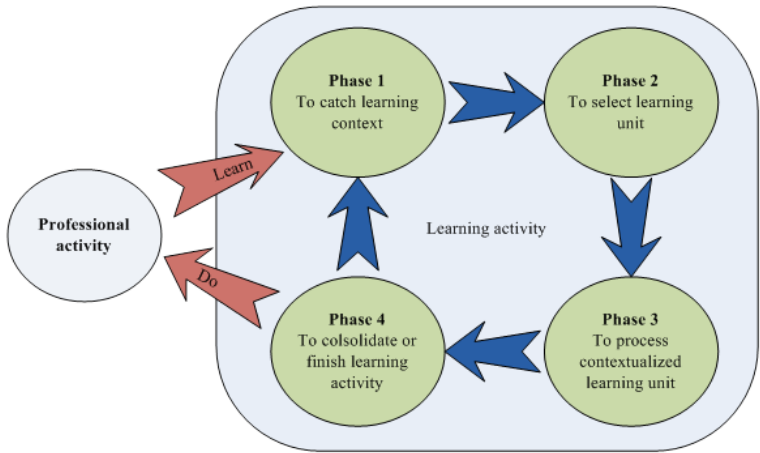 Phase 1
To catch learning
context
Phase 2
To select learning
unit
Learn
Professional
activity
Learning activity
Do
Phase 4
To colsolidate or
finish learning
activity
Phase 3
To process
contextualized
learning unit